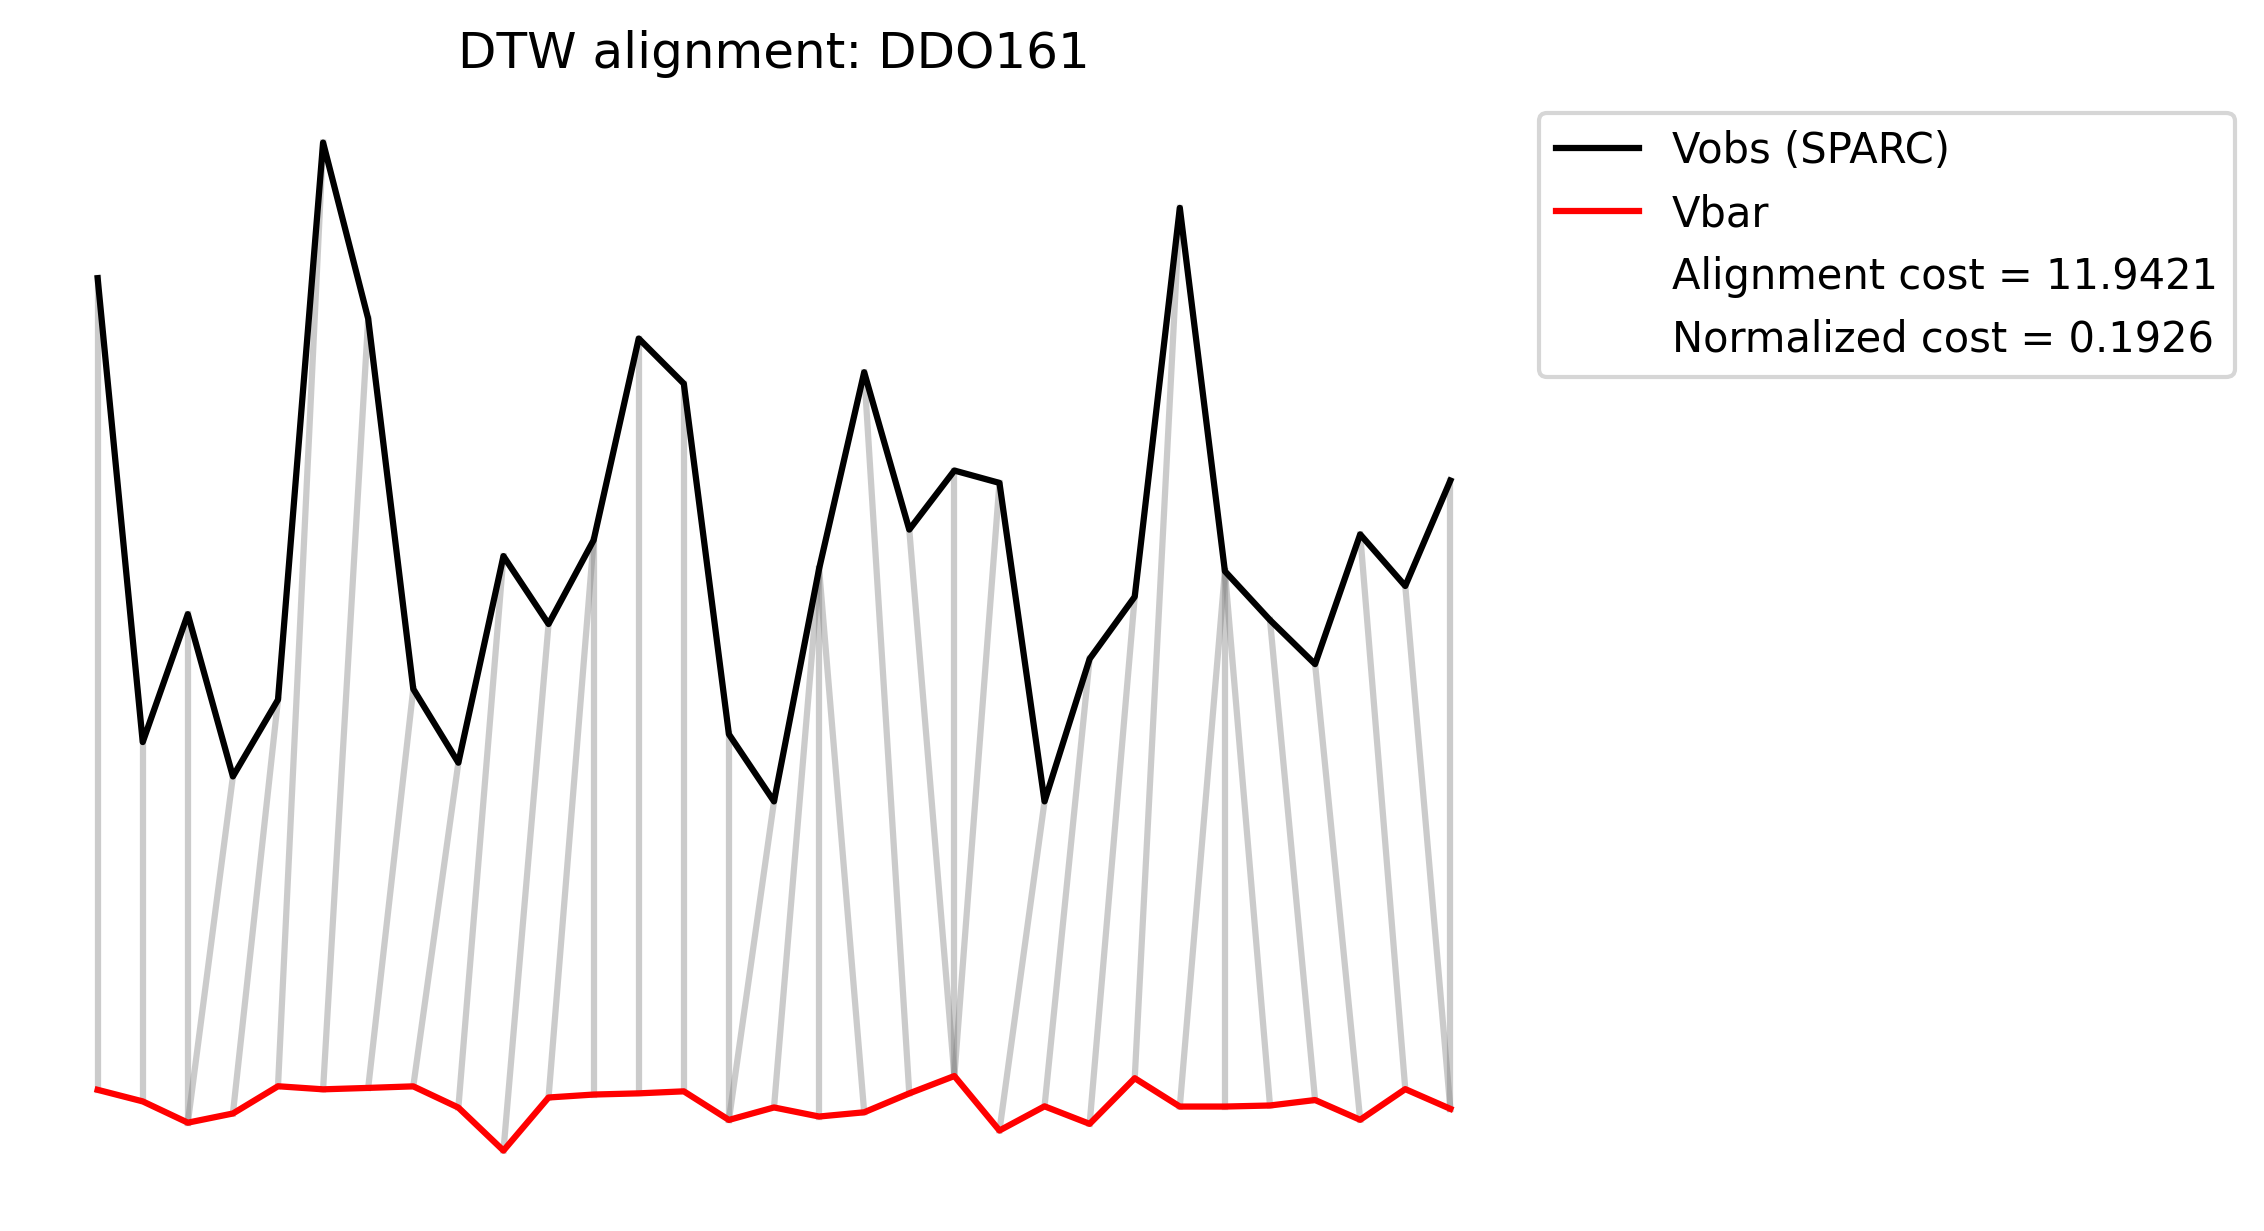 DTW alignment: DDO161
Vobs (SPARC)
Vbar
Alignment cost = 11.9421
Normalized cost = 0.1926